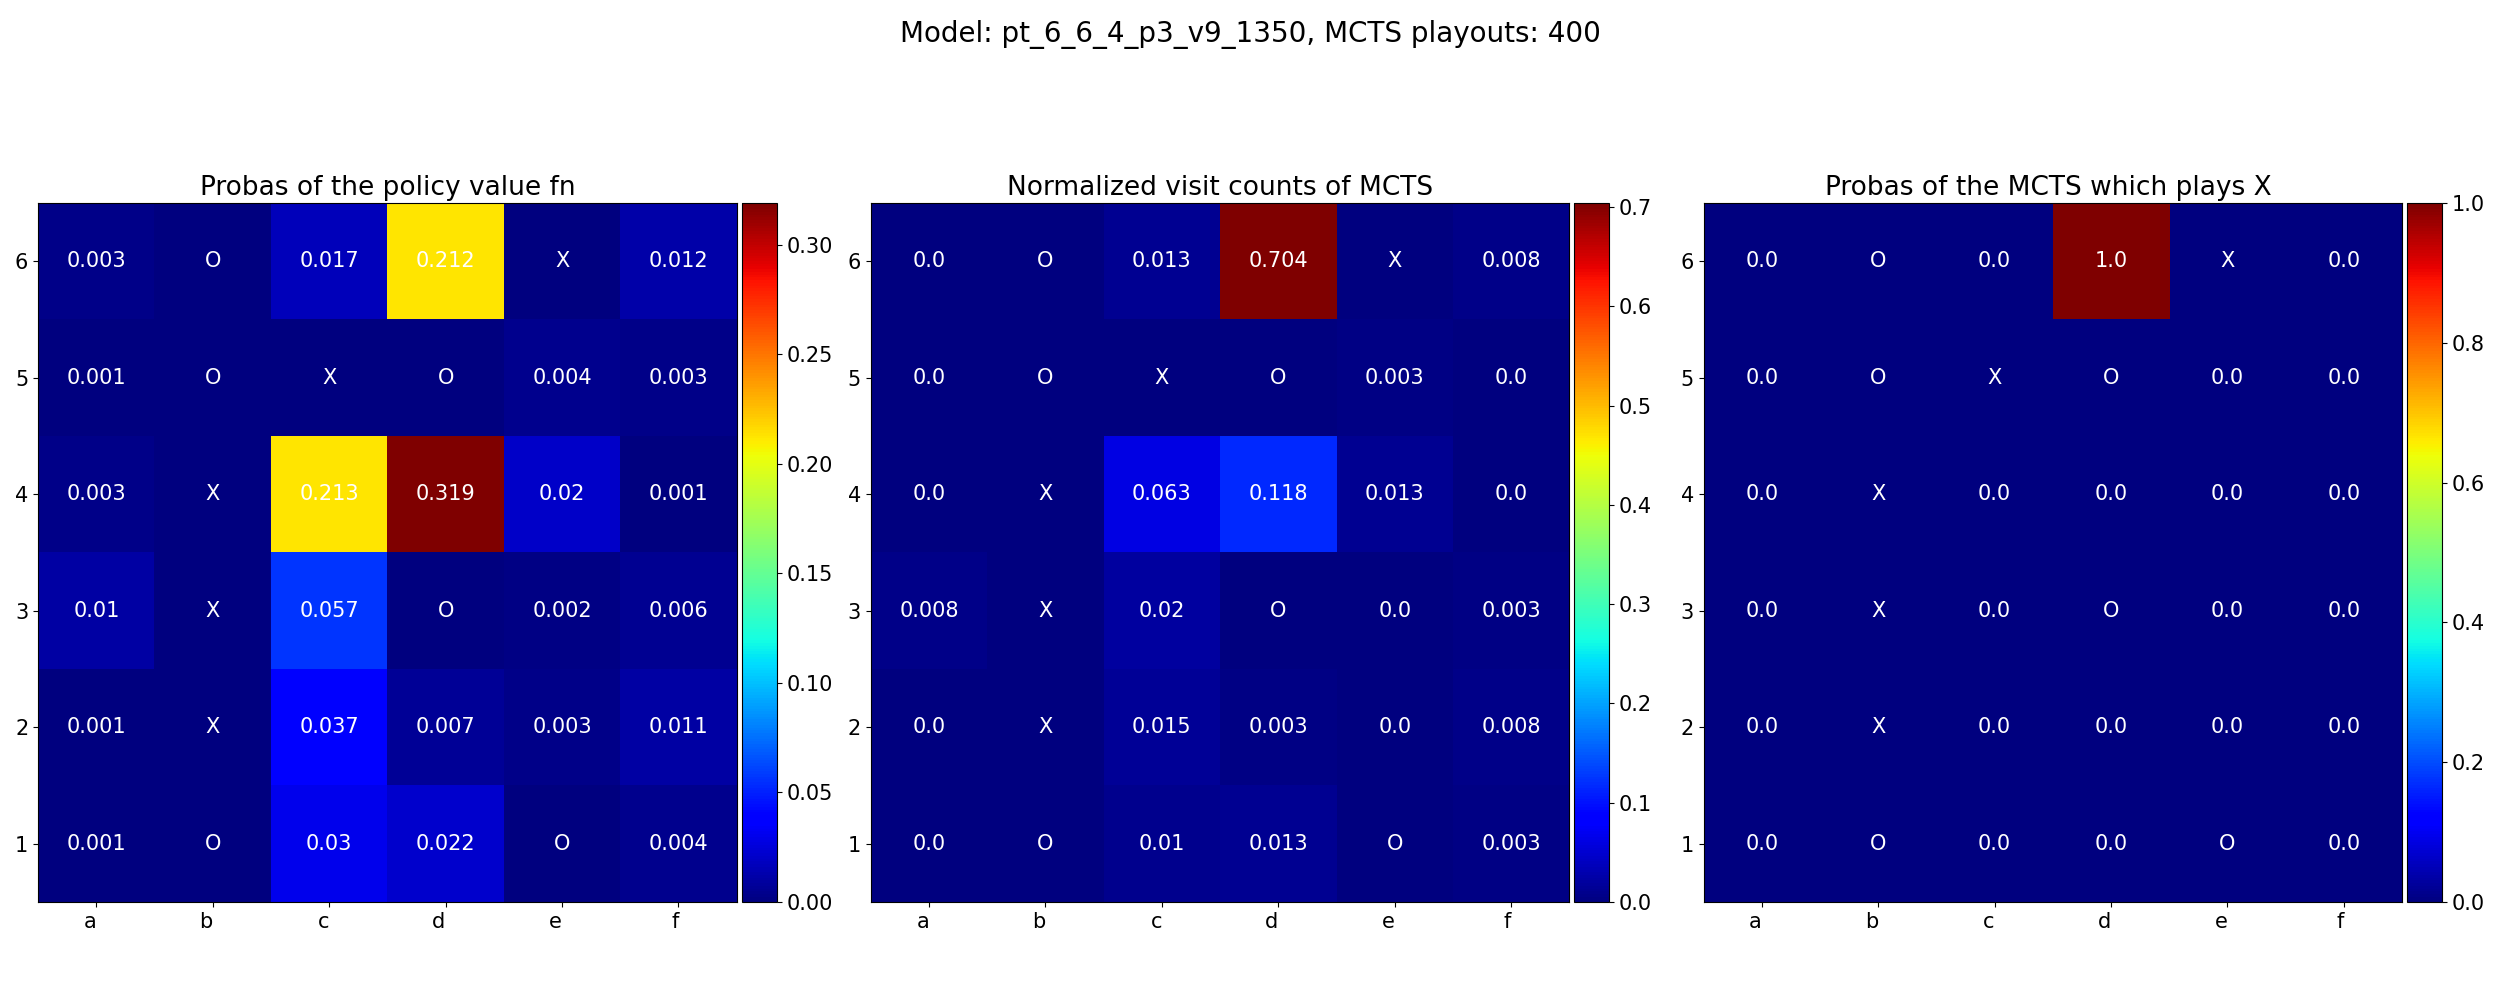 Model: pt_6_6_4_p3_v9_1350, MCTS playouts: 400
Probas of the policy value fn
6 0.003 O 0.017 0.212 X 0.012
5 0.001 O X O 0.004 0.003
4 0.003 X 0.213 0.319 0.02 0.001
3 0.01 X 0.057 O 0.002 0.006
2 0.001 X 0.037 0.007 0.003 0.011
1 0.001 O 0.03 0.022 O 0.004
a b c d e f
0.30
0.25
0.20
0.15
0.10
0.05
0.00
Normalized visit counts of MCTS
6 0.0 O 0.013 0.704 X 0.008
5 0.0 O X O 0.003 0.0
4 0.0 X 0.063 0.118 0.013 0.0
3 0.008 X 0.02 O 0.0 0.003
2 0.0 X 0.015 0.003 0.0 0.008
1 0.0 O 0.01 0.013 O 0.003
a b c d e f
0.7
0.6
0.5
0.4
0.3
0.2
0.1
0.0
Probas of the MCTS which plays X
6 0.0 O 0.0 1.0 X 0.0
5 0.0 O X O 0.0 0.0
4 0.0 X 0.0 0.0 0.0 0.0
3 0.0 X 0.0 O 0.0 0.0
2 0.0 X 0.0 0.0 0.0 0.0
1 0.0 O 0.0 0.0 O 0.0
a b c d e f
1.0
0.8
0.6
0.4
0.2
0.0